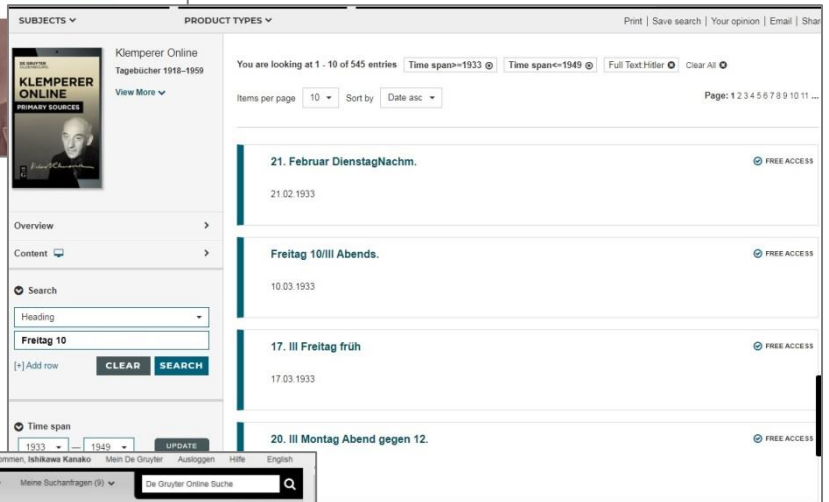 SUBJECTS PRODUCT TYPES Print | Save search | Your opinion | Email | Shar
DE GRUYTER
KLEMPERER
ONLINE
PRIMARY SOURCES
Klemperer Online
Tagebücher 1918–1959
View More
You are looking at 1 - 10 of 545 entries Time span>=1933 Time span<=1949 Full Text:Hitler Clear All
Items per page 10 Sort by Date asc Page: 1 2 3 4 5 6 7 8 9 10 11 ...
21. Februar DienstagNachm. FREE ACCESS
21.02.1933
Overview
Content
Freitag 10/III Abends. FREE ACCESS
10.03.1933
Search
Heading
Freitag 10
[+] Add row CLEAR SEARCH
17. III Freitag früh FREE ACCESS
17.03.1933
Time span
1933 — 1949 UPDATE
20. III Montag Abend gegen 12. FREE ACCESS
ommen, Ishikawa Kanako Mein De Gruyter Ausloggen Hilfe English
Meine Suchanfragen (9) De Gruyter Online Suche